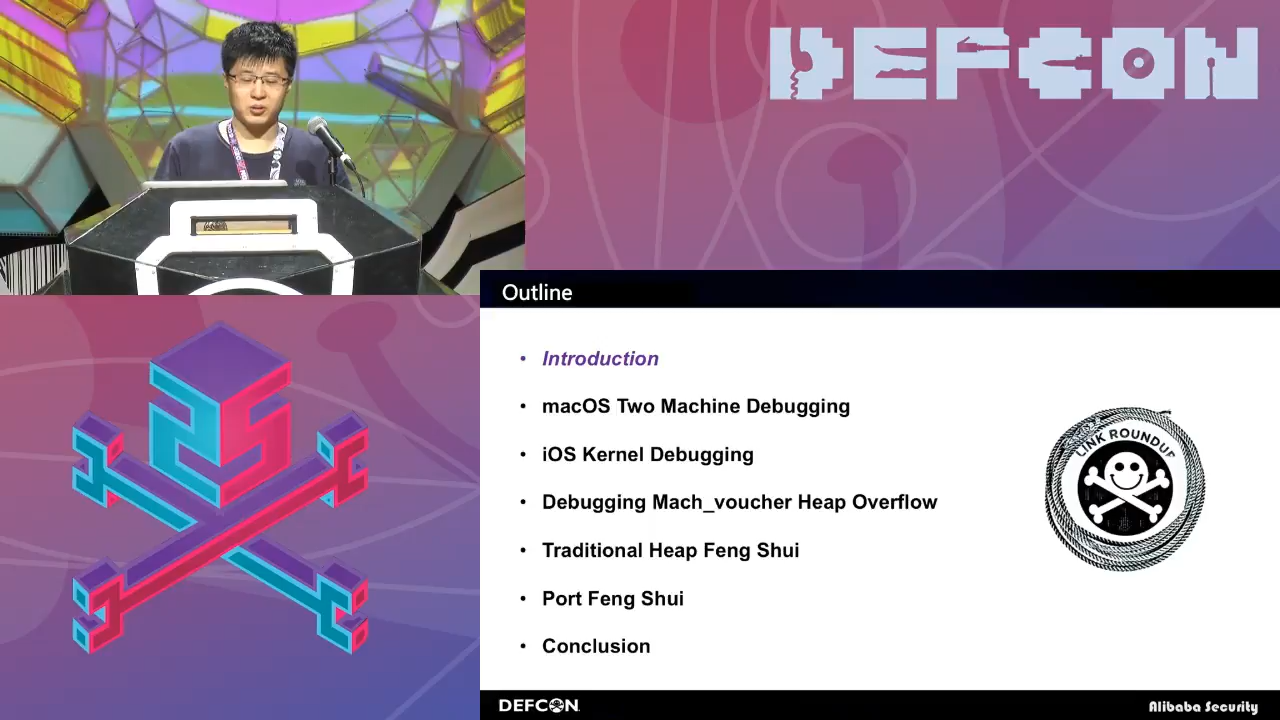 DEFCON
Outline
• Introduction
• macOS Two Machine Debugging
• iOS Kernel Debugging
• Debugging Mach_voucher Heap Overflow
• Traditional Heap Feng Shui
• Port Feng Shui
• Conclusion
LINK ROUNDUP
DEFCON
Alibaba Security